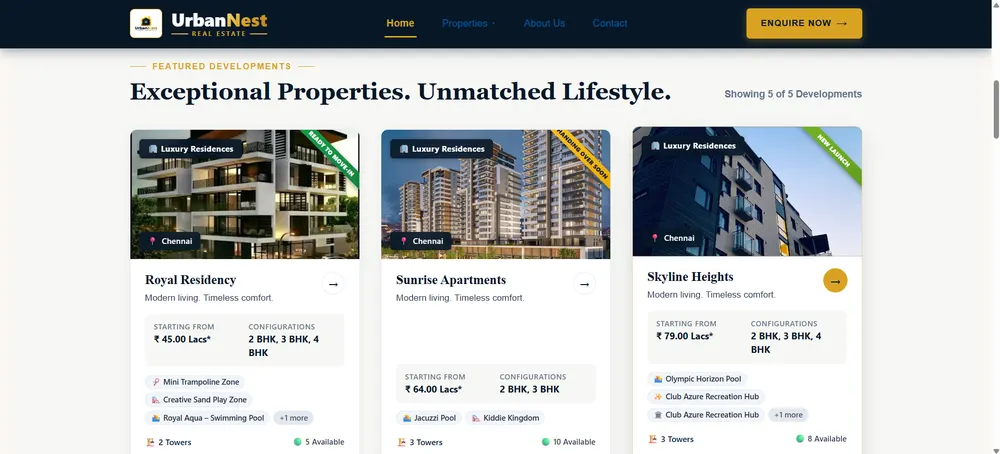 UrbanNest
REAL ESTATE
Home
Properties
About Us
Contact
ENQUIRE NOW →
FEATURED DEVELOPMENTS
Exceptional Properties. Unmatched Lifestyle.
Showing 5 of 5 Developments
Luxury Residences
READY TO MOVE-IN
Chennai
Royal Residency
→
Modern living. Timeless comfort.
STARTING FROM
₹ 45.00 Lacs*
CONFIGURATIONS
2 BHK, 3 BHK, 4
BHK
Mini Trampoline Zone
Creative Sand Play Zone
Royal Aqua – Swimming Pool
+1 more
2 Towers
5 Available
Luxury Residences
HANDING OVER SOON
Chennai
Sunrise Apartments
→
Modern living. Timeless comfort.
STARTING FROM
₹ 64.00 Lacs*
CONFIGURATIONS
2 BHK, 3 BHK
Jacuzzi Pool
Kiddie Kingdom
3 Towers
10 Available
Luxury Residences
NEW LAUNCH
Chennai
Skyline Heights
→
Modern living. Timeless comfort.
STARTING FROM
₹ 79.00 Lacs*
CONFIGURATIONS
2 BHK, 3 BHK, 4
BHK
Olympic Horizon Pool
Club Azure Recreation Hub
Club Azure Recreation Hub
+1 more
3 Towers
8 Available